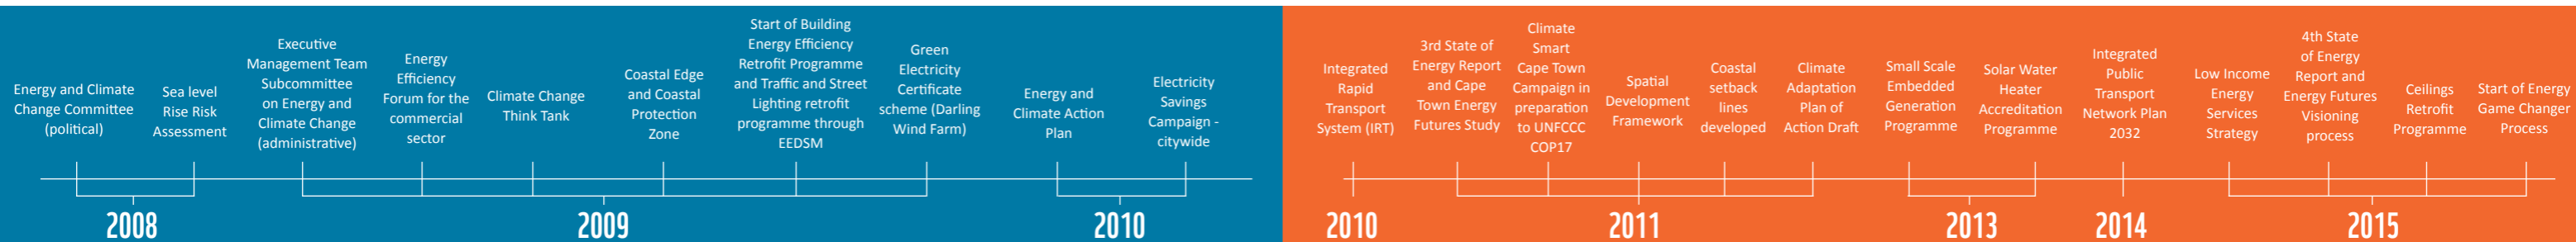 Energy and Climate
Change Committee
(political)
Sea level
Rise Risk
Assessment
2008
Executive
Management Team
Subcommittee
on Energy and
Climate Change
(administrative)
Energy
Efficiency
Forum for the
commercial
sector
Climate Change
Think Tank
Coastal Edge
and Coastal
Protection
Zone
Start of Building
Energy Efficiency
Retrofit Programme
and Traffic and Street
Lighting retrofit
programme through
EEDSM
Green
Electricity
Certificate
scheme (Darling
Wind Farm)
2009
Energy and
Climate Action
Plan
Electricity
Savings
Campaign -
citywide
2010
Integrated
Rapid
Transport
System (IRT)
2010
3rd State of
Energy Report
and Cape
Town Energy
Futures Study
Climate
Smart
Cape Town
Campaign in
preparation
to UNFCCC
COP17
Spatial
Development
Framework
Coastal
setback
lines
developed
Climate
Adaptation
Plan of
Action Draft
2011
Small Scale
Embedded
Generation
Programme
Solar Water
Heater
Accreditation
Programme
2013
Integrated
Public
Transport
Network Plan
2032
2014
Low Income
Energy
Services
Strategy
4th State
of Energy
Report and
Energy Futures
Visioning
process
Ceilings
Retrofit
Programme
Start of Energy
Game Changer
Process
2015